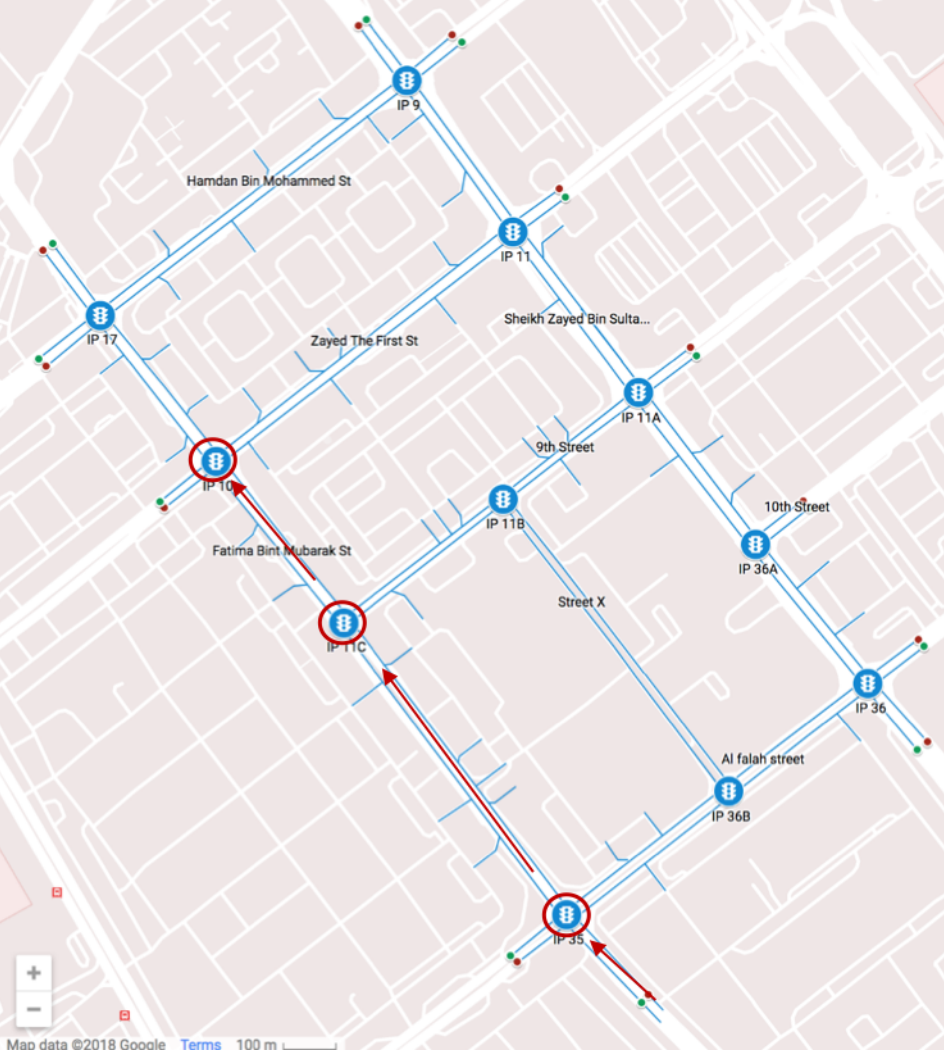 IP 9
Hamdan Bin Mohammed St
IP 11
Sheikh Zayed Bin Sulta...
IP 17
Zayed The First St
IP 11A
9th Street
IP 10
10th Street
IP 11B
Fatima Bint Mubarak St
IP 36A
Street X
IP 11C
IP 36
Al falah street
IP 36B
IP 35
+
−
Map data ©2018 Google Terms 100 m